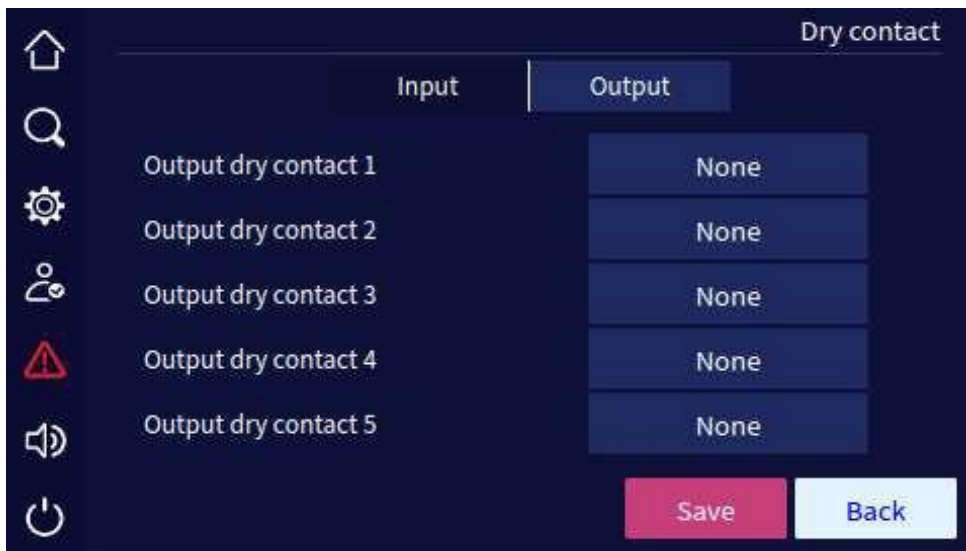 Dry contact
Input Output
Output dry contact 1 None
Output dry contact 2 None
Output dry contact 3 None
Output dry contact 4 None
Output dry contact 5 None
Save Back